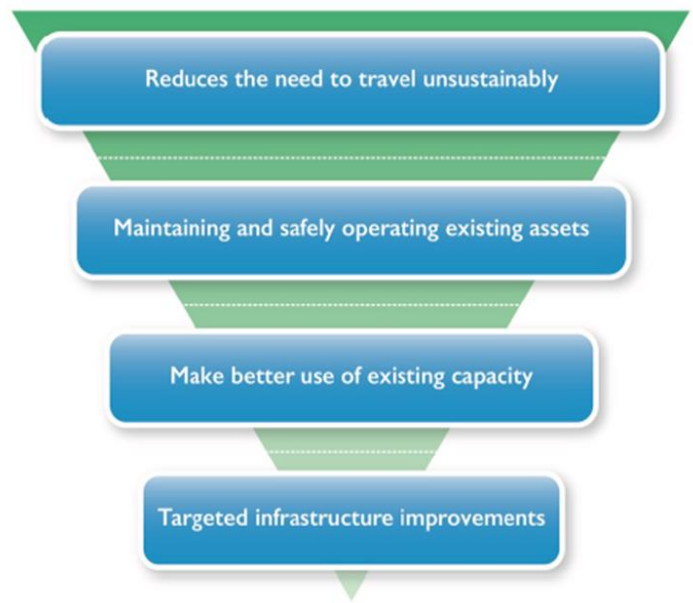 Reduces the need to travel unsustainably
Maintaining and safely operating existing assets
Make better use of existing capacity
Targeted infrastructure improvements